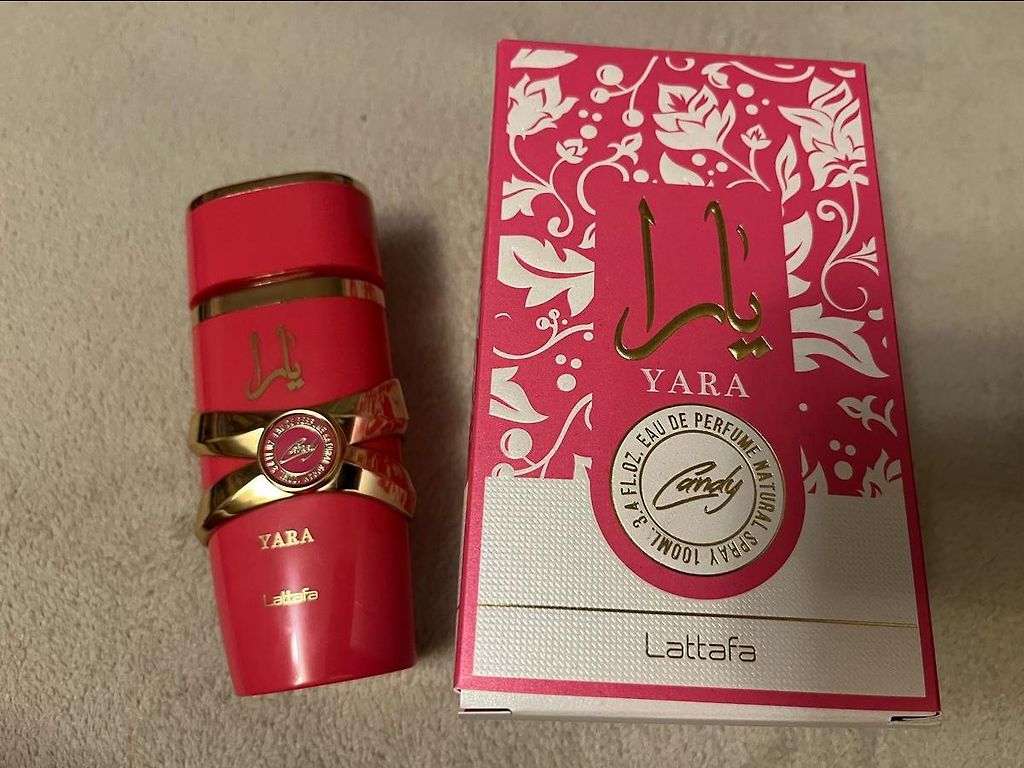 يارا
YARA
EAU DE PERFUME NATURAL SPRAY 100ML. 3.4 FL.OZ.
Candy
Lattafa
يارا
Candy
YARA
Lattafa